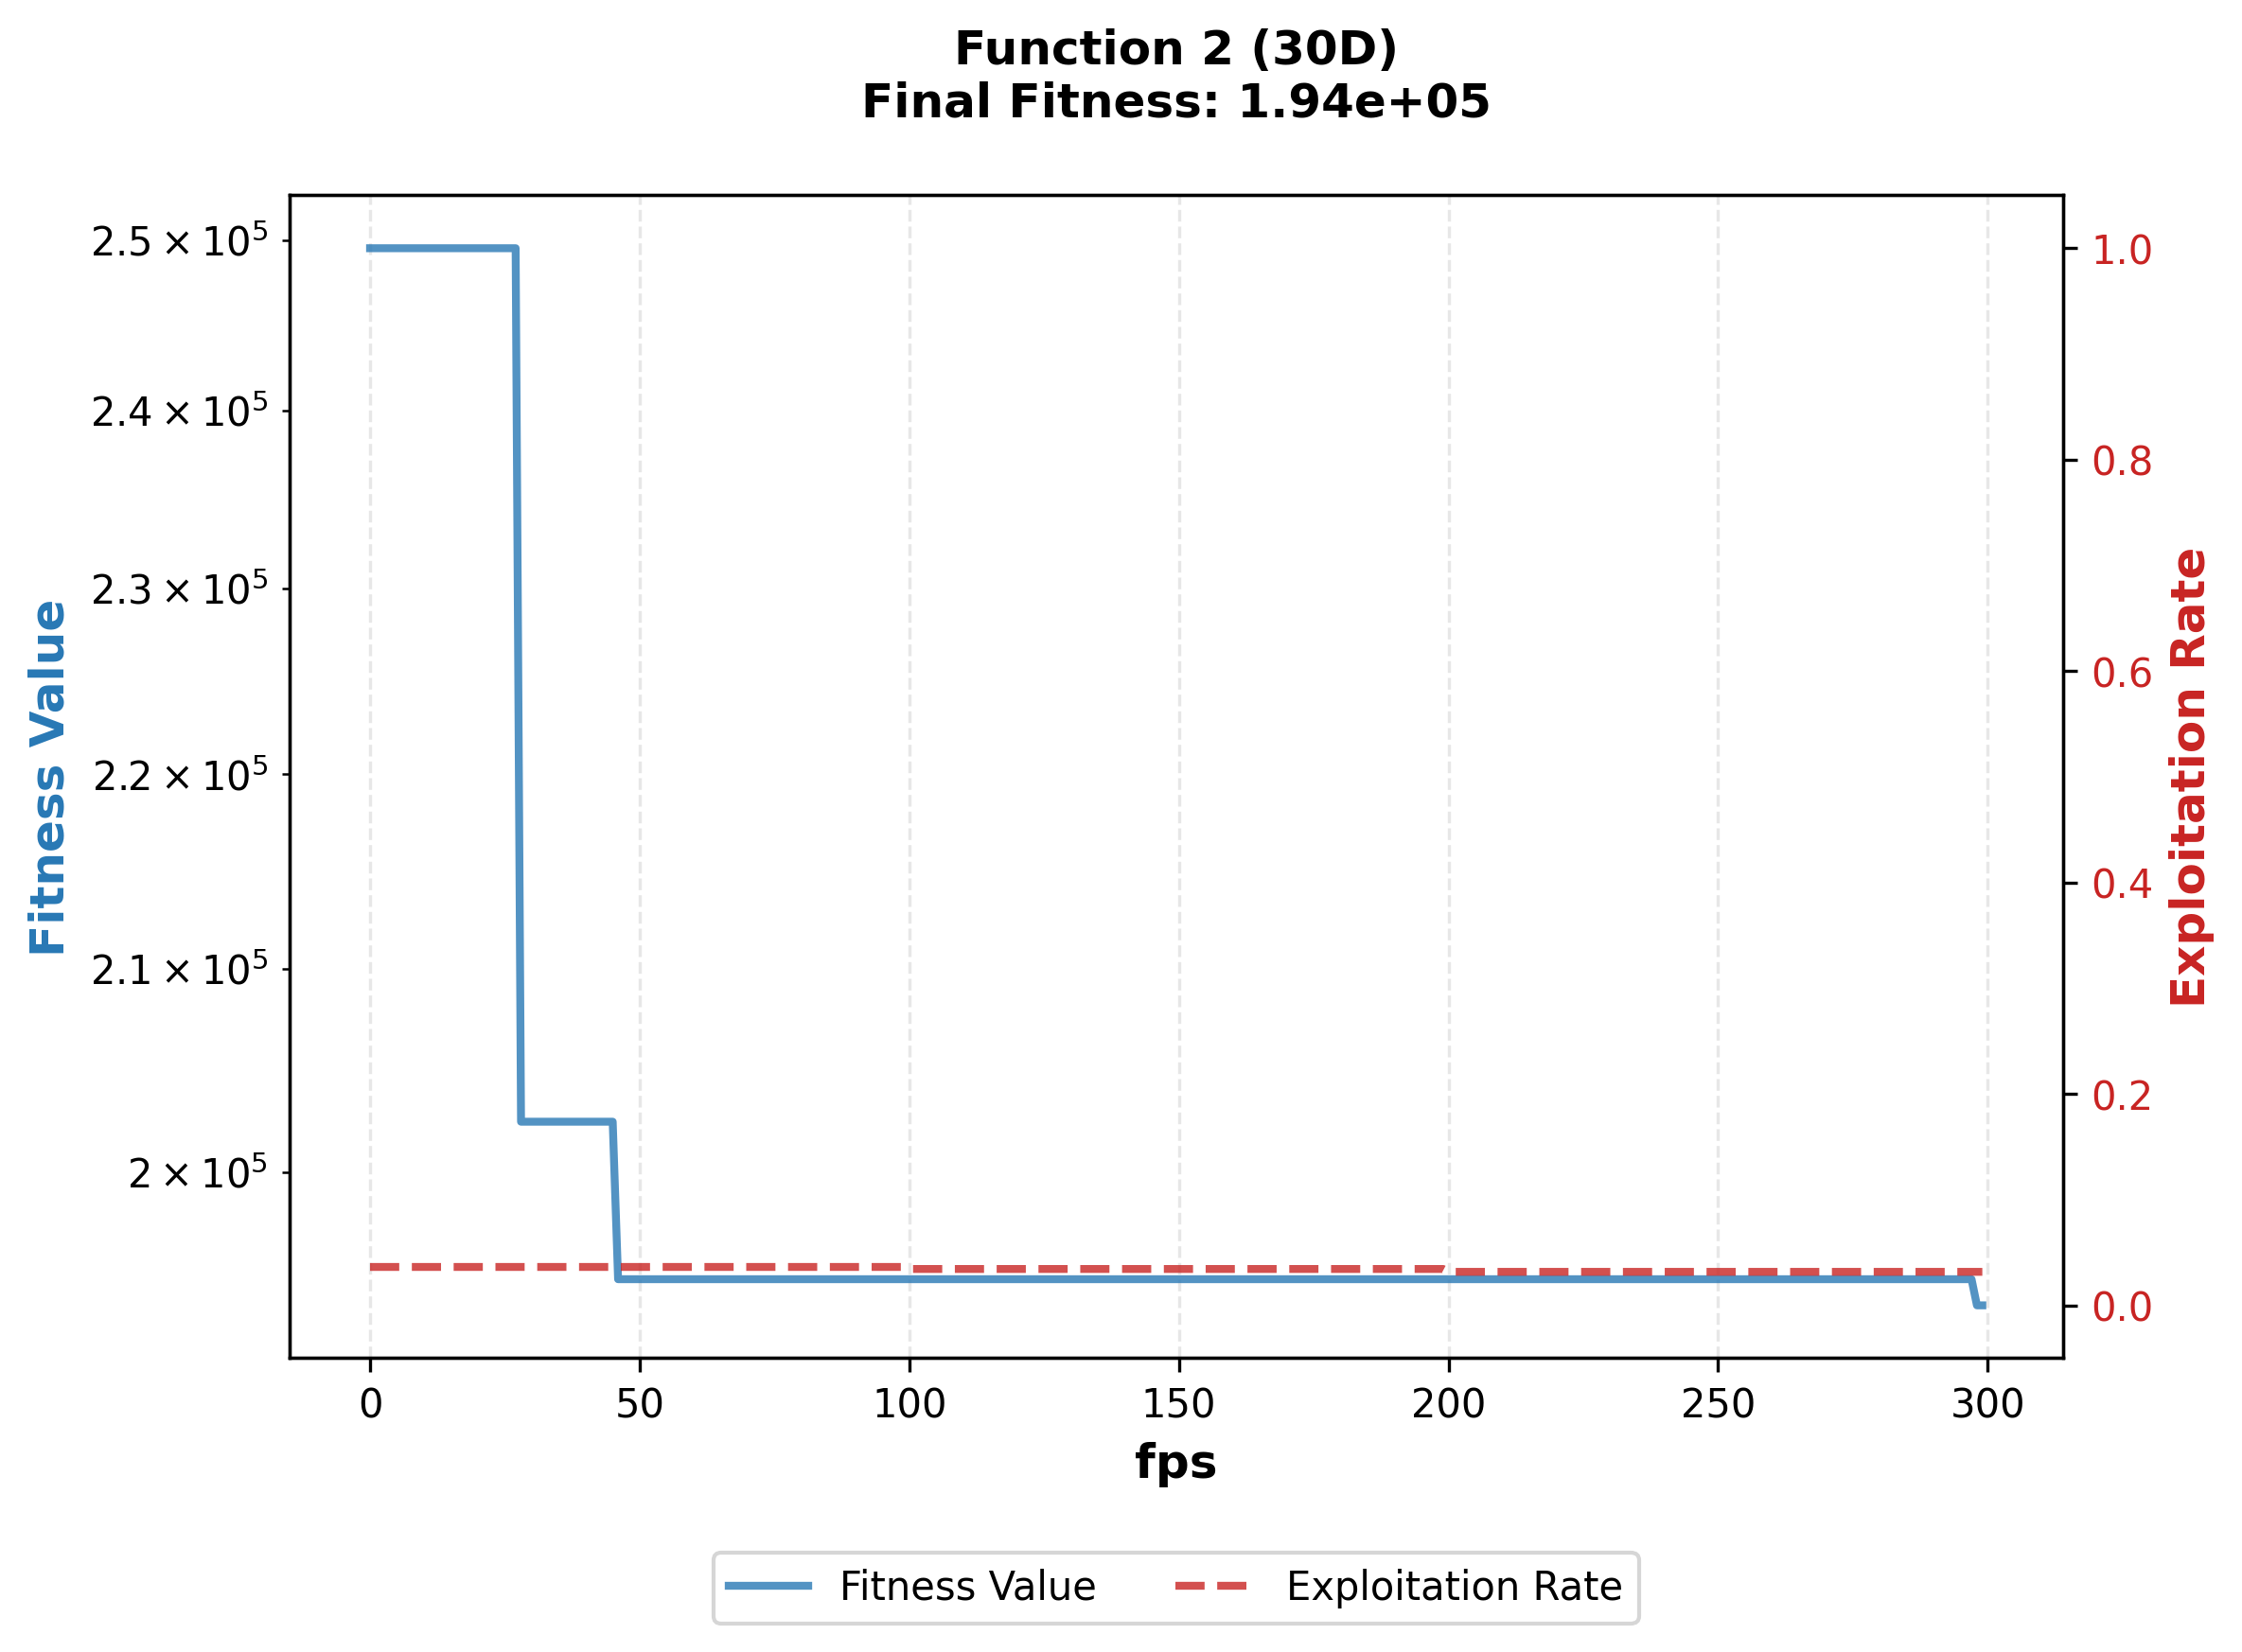 Function 2 (30D)
Final Fitness: 1.94e+05
2.5 × 10⁵
2.4 × 10⁵
2.3 × 10⁵
2.2 × 10⁵
2.1 × 10⁵
2 × 10⁵
Fitness Value
1.0
0.8
0.6
0.4
0.2
0.0
Exploitation Rate
0 50 100 150 200 250 300
fps
Fitness Value Exploitation Rate